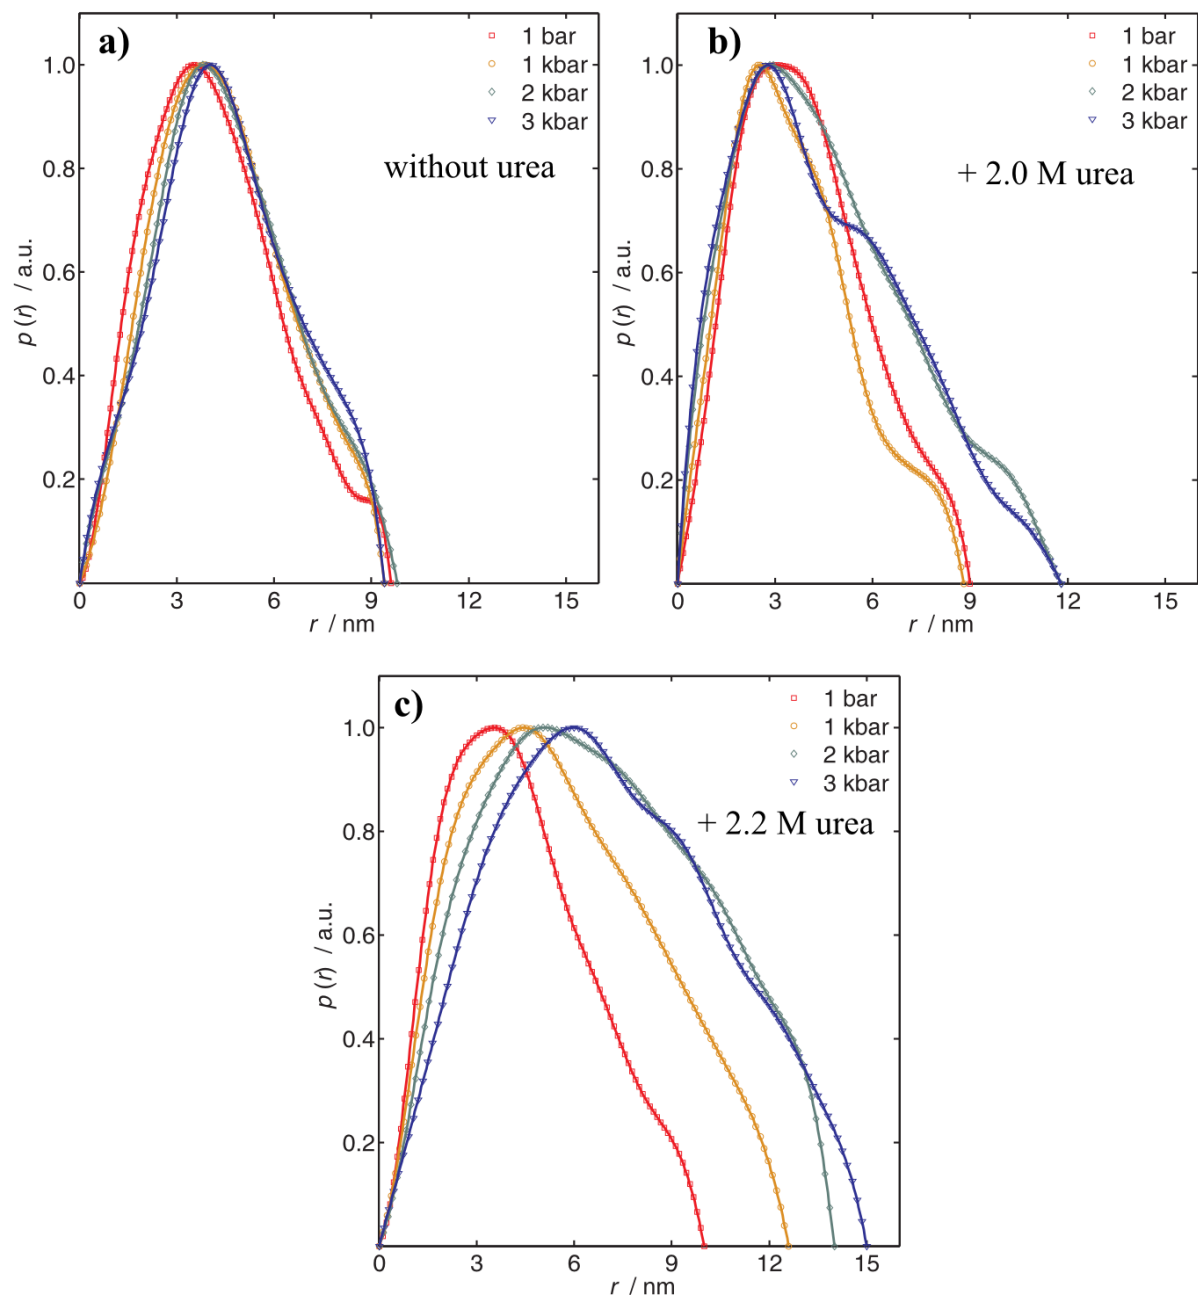 a)
1 bar
1 kbar
2 kbar
3 kbar
without urea
1.0
0.8
0.6
0.4
0.2
p (r) / a.u.
0 3 6 9 12 15
r / nm
b)
1 bar
1 kbar
2 kbar
3 kbar
+ 2.0 M urea
1.0
0.8
0.6
0.4
0.2
p (r) / a.u.
0 3 6 9 12 15
r / nm
c)
1 bar
1 kbar
2 kbar
3 kbar
+ 2.2 M urea
1.0
0.8
0.6
0.4
0.2
p (r) / a.u.
0 3 6 9 12 15
r / nm